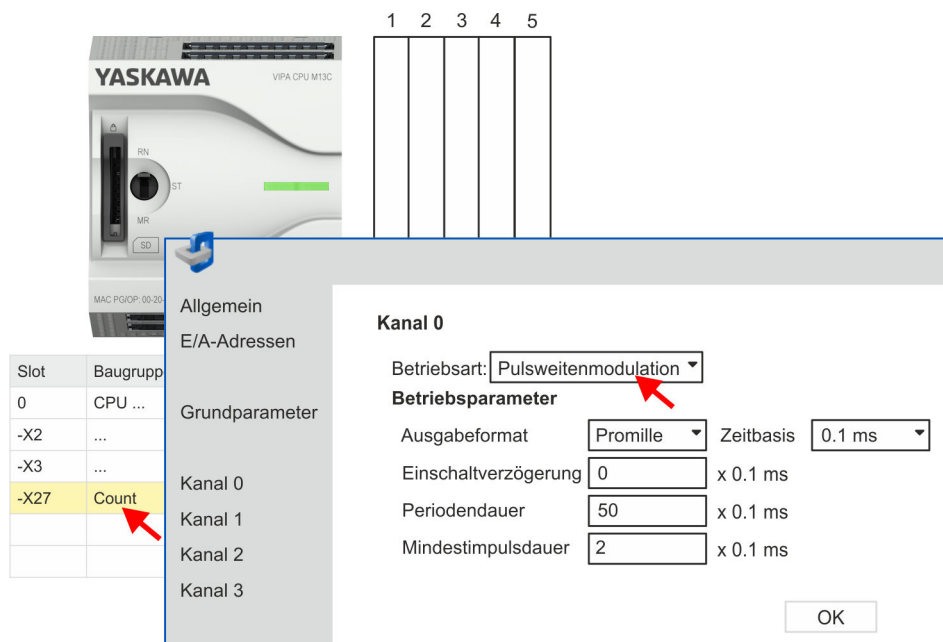 1 2 3 4 5
YASKAWA VIPA CPU M13C
RN
ST
MR
SD
MAC PG/OP: 00-20-
Slot Baugrupp
0 CPU ...
-X2 ...
-X3 ...
-X27 Count
Allgemein
E/A-Adressen
Grundparameter
Kanal 0
Kanal 1
Kanal 2
Kanal 3
Kanal 0
Betriebsart: Pulsweitenmodulation
Betriebsparameter
Ausgabeformat Promille Zeitbasis 0.1 ms
Einschaltverzögerung 0 x 0.1 ms
Periodendauer 50 x 0.1 ms
Mindestimpulsdauer 2 x 0.1 ms
OK